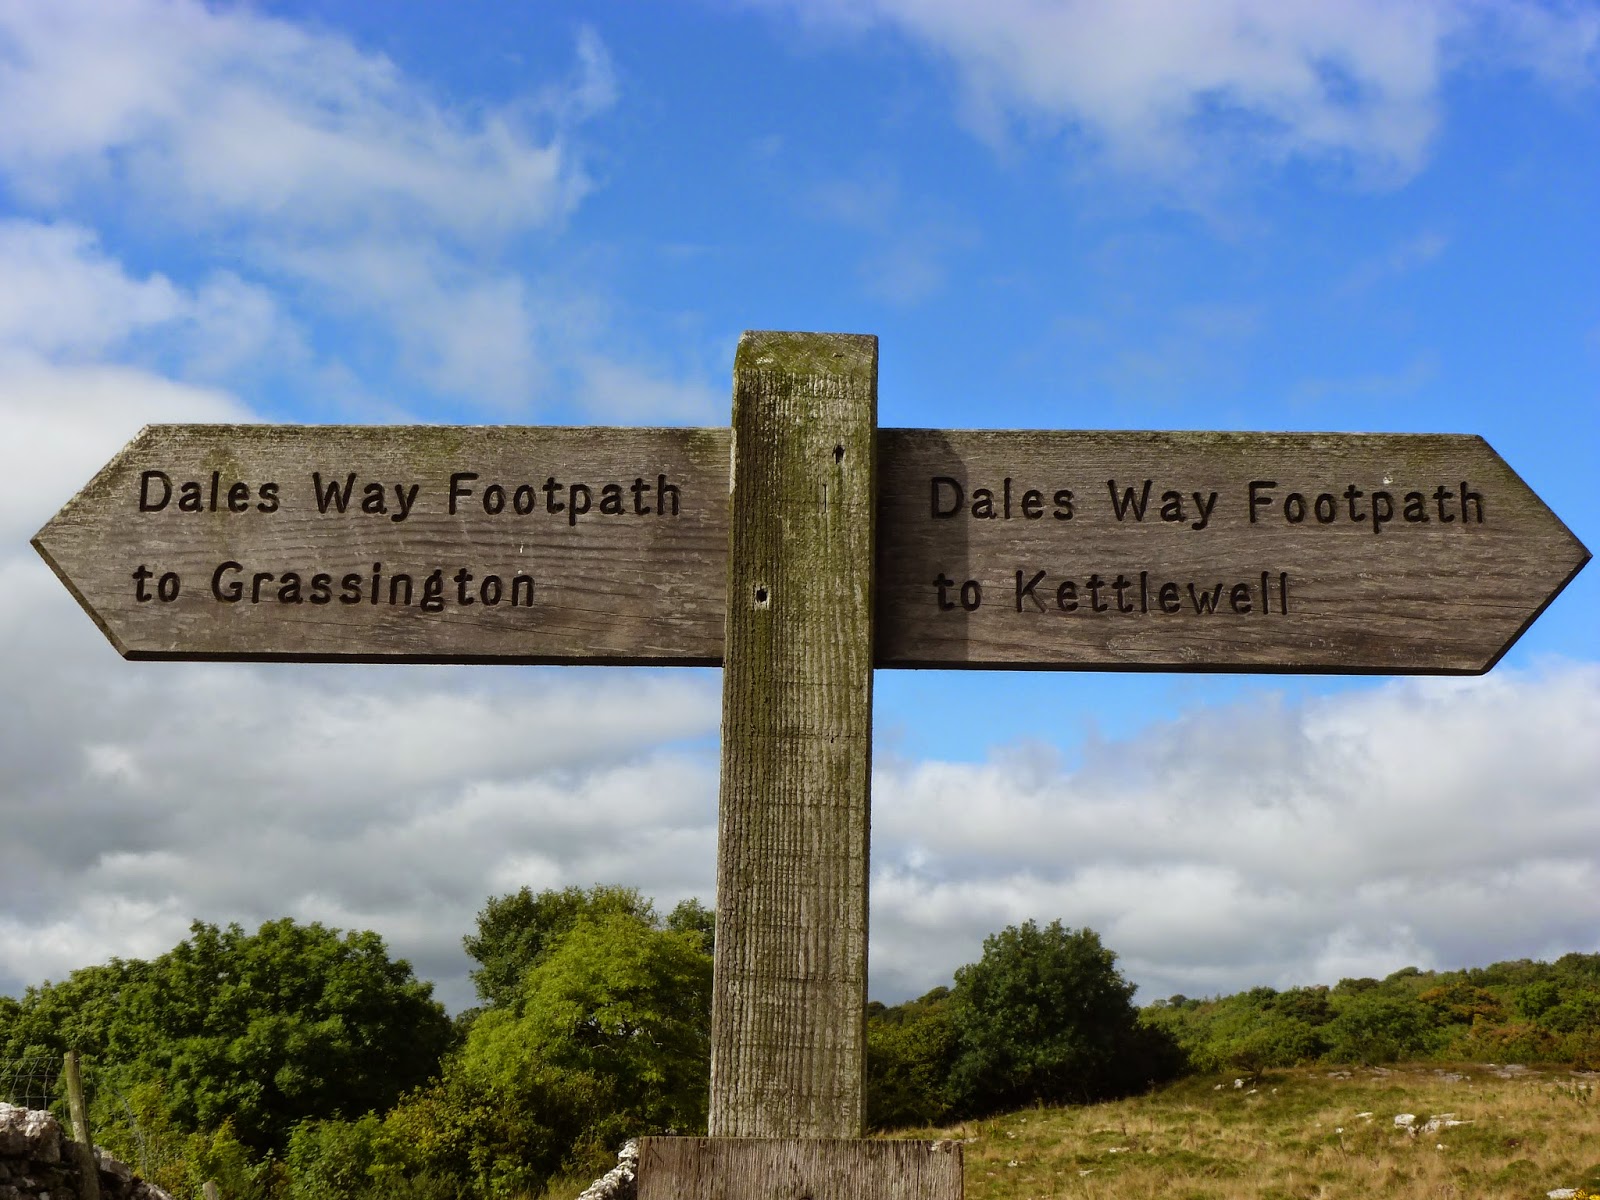 Dales Way Footpath
to Grassington
Dales Way Footpath
to Kettlewell